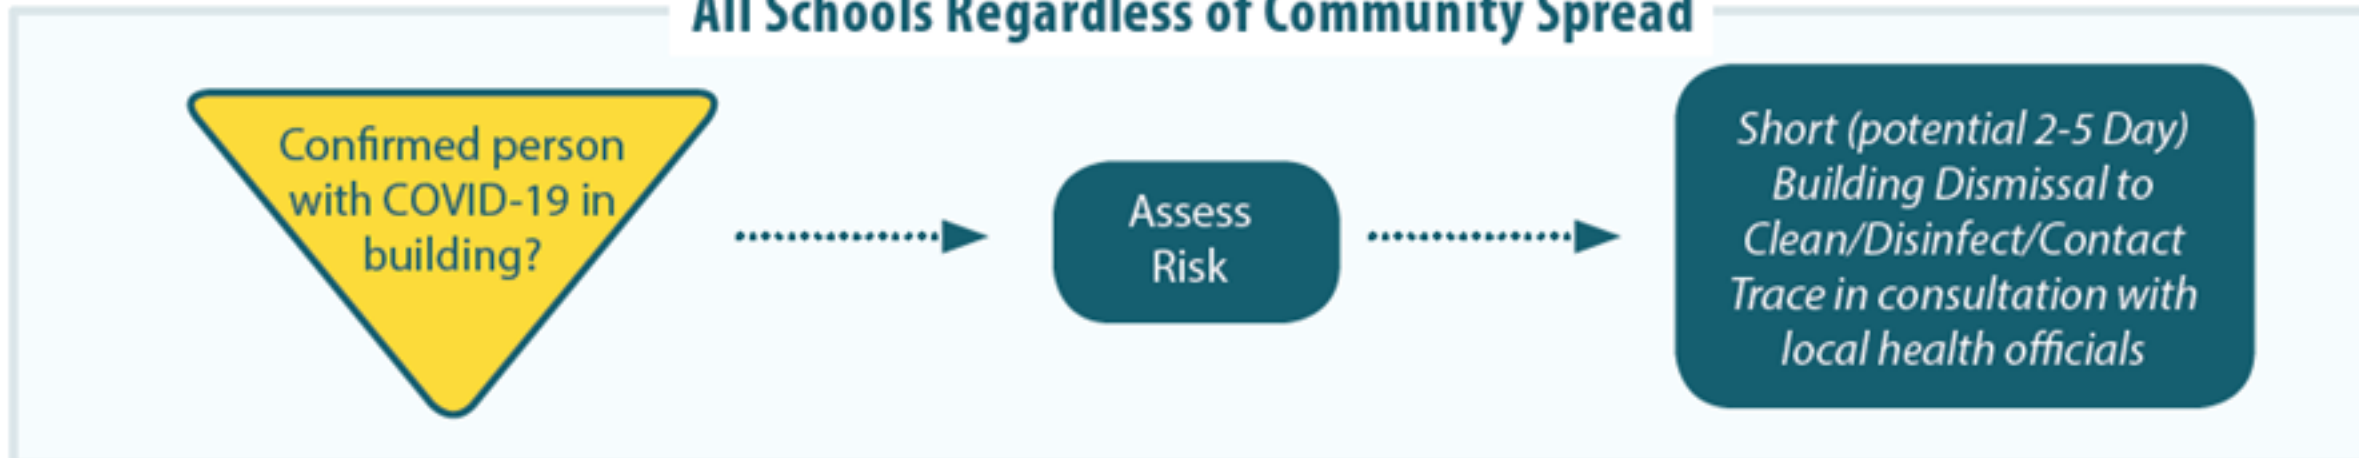 All Schools Regardless of Community Spread
Confirmed person
with COVID-19 in
building?
Assess
Risk
Short (potential 2-5 Day)
Building Dismissal to
Clean/Disinfect/Contact
Trace in consultation with
local health officials